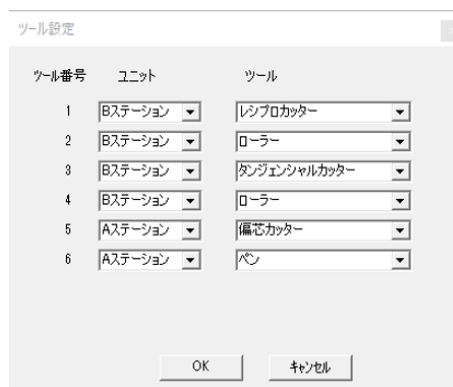 ツール設定
ツール番号 ユニット ツール
1 Bステーション レシプロカッター
2 Bステーション ローラー
3 Bステーション タンジェンシャルカッター
4 Bステーション ローラー
5 Aステーション 偏芯カッター
6 Aステーション ペン
OK キャンセル